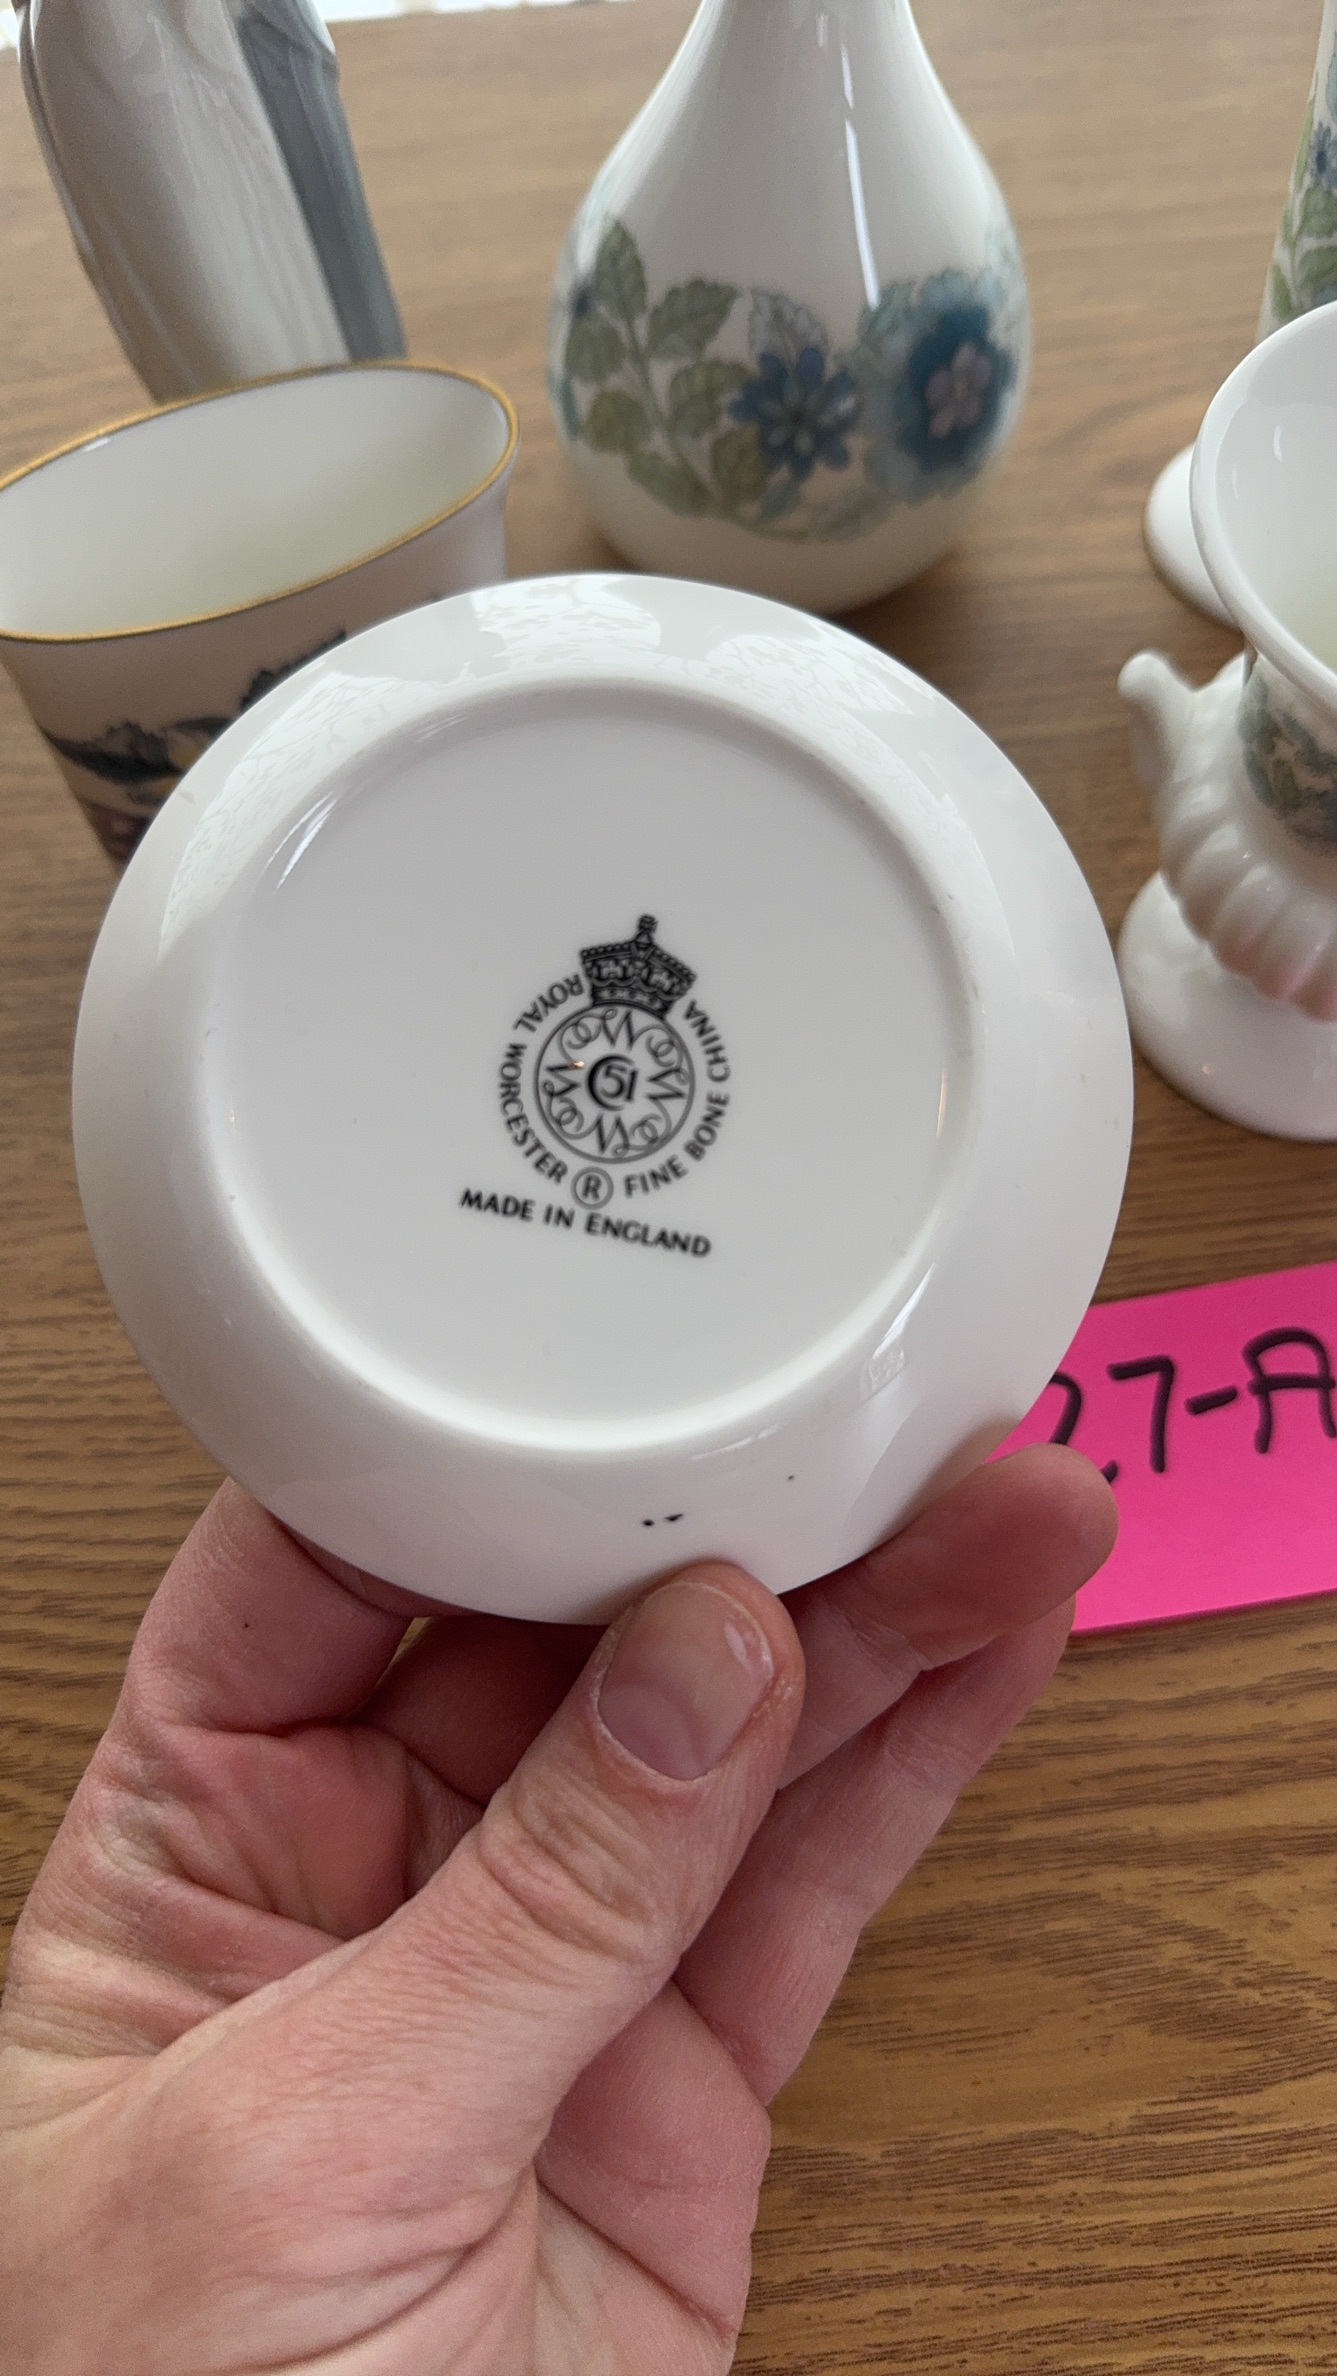 ROYAL WORCESTER ® FINE BONE CHINA
51
MADE IN ENGLAND
27-A